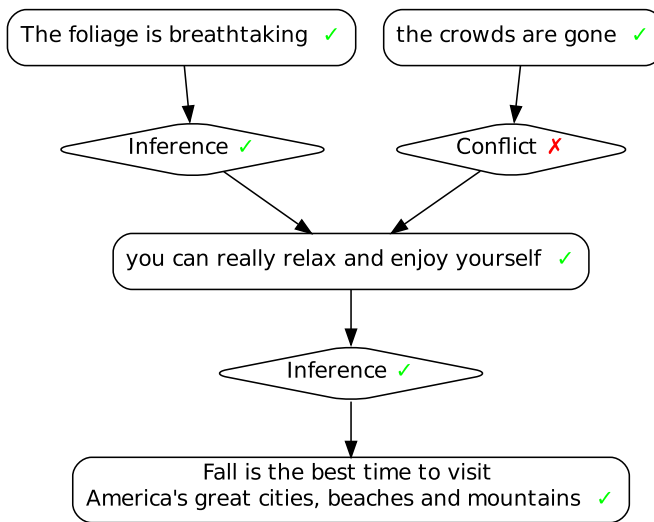 The foliage is breathtaking ✓
the crowds are gone ✓
Inference ✓
Conflict ✗
you can really relax and enjoy yourself ✓
Inference ✓
Fall is the best time to visit
America's great cities, beaches and mountains ✓